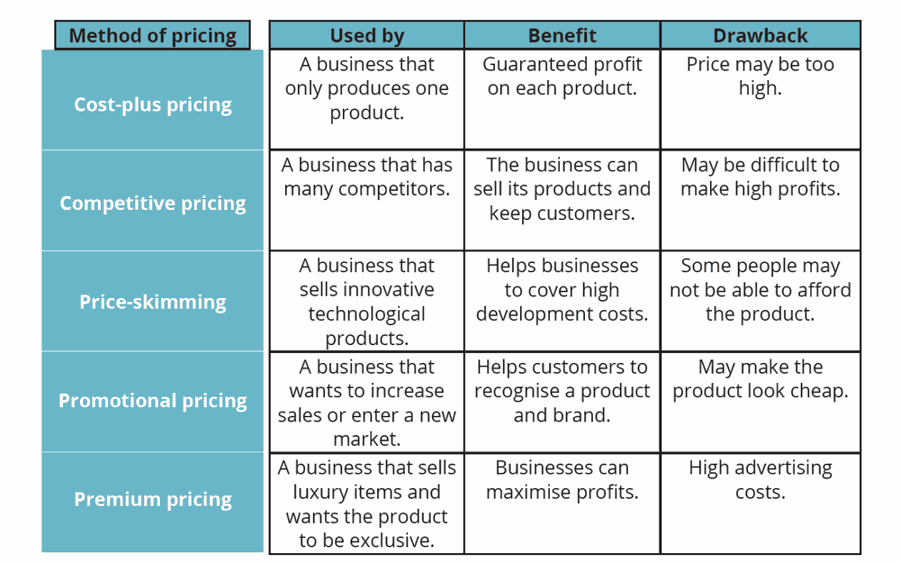 Method of pricing
Used by
Benefit
Drawback
Cost-plus pricing
A business that
only produces one
product.
Guaranteed profit
on each product.
Price may be too
high.
Competitive pricing
A business that has
many competitors.
The business can
sell its products and
keep customers.
May be difficult to
make high profits.
Price-skimming
A business that
sells innovative
technological
products.
Helps businesses
to cover high
development costs.
Some people may
not be able to afford
the product.
Promotional pricing
A business that
wants to increase
sales or enter a new
market.
Helps customers to
recognise a product
and brand.
May make the
product look cheap.
Premium pricing
A business that sells
luxury items and
wants the product
to be exclusive.
Businesses can
maximise profits.
High advertising
costs.